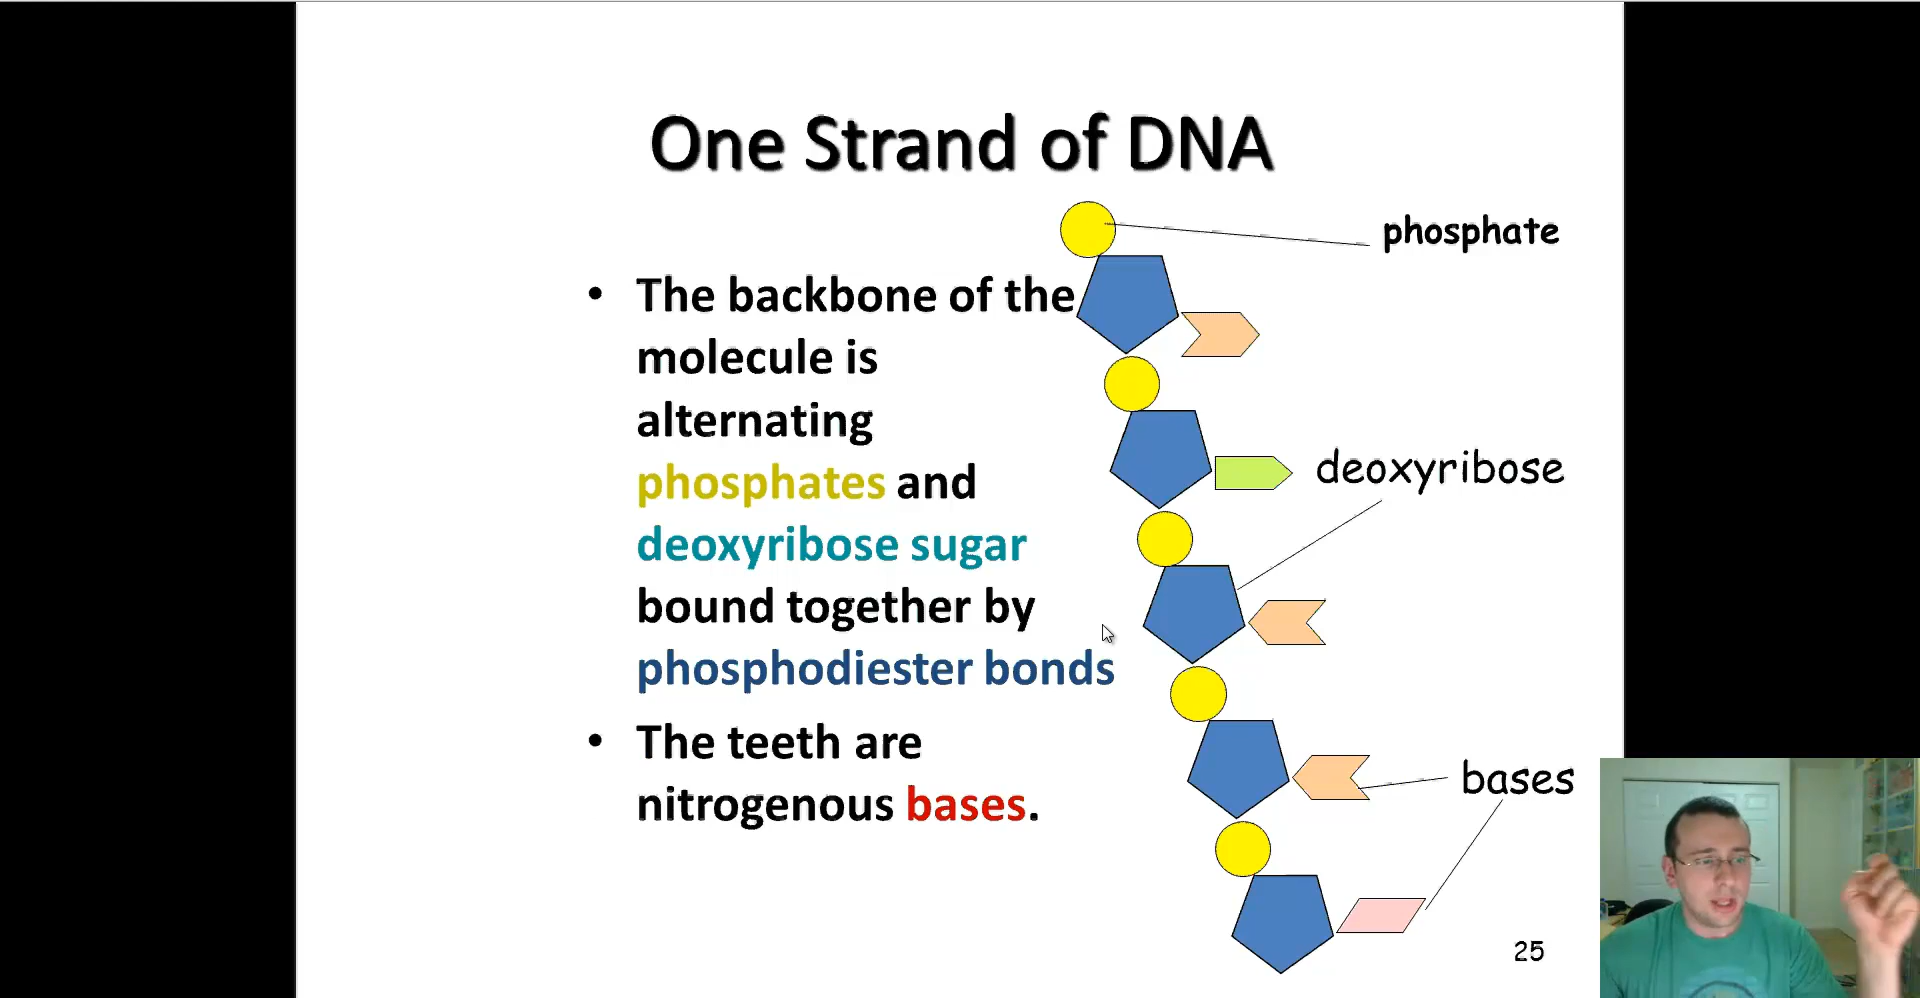 One Strand of DNA
phosphate
• The backbone of the
molecule is
alternating
phosphates and
deoxyribose sugar
bound together by
phosphodiester bonds
• The teeth are
nitrogenous bases.
deoxyribose
bases
25